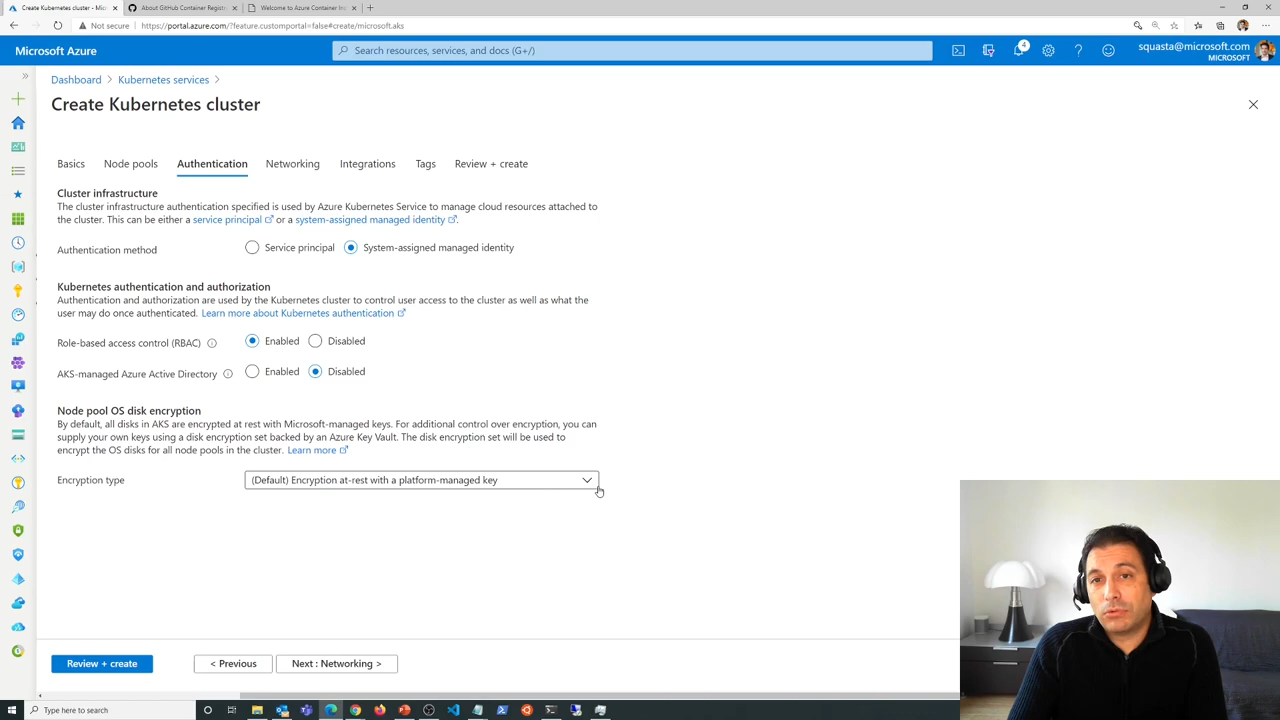 Create Kubernetes cluster - Mic
About GitHub Container Registr
Welcome to Azure Container Ins
Not secure
https://portal.azure.com/?feature.customportal=false#create/microsoft.aks
Microsoft Azure
Search resources, services, and docs (G+/)
4
squasta@microsoft.com
MICROSOFT
Dashboard
Kubernetes services
Create Kubernetes cluster
Basics
Node pools
Authentication
Networking
Integrations
Tags
Review + create
Cluster infrastructure
The cluster infrastructure authentication specified is used by Azure Kubernetes Service to manage cloud resources attached to
the cluster. This can be either a service principal or a system-assigned managed identity.
Authentication method
Service principal
System-assigned managed identity
Kubernetes authentication and authorization
Authentication and authorization are used by the Kubernetes cluster to control user access to the cluster as well as what the
user may do once authenticated. Learn more about Kubernetes authentication
Role-based access control (RBAC)
Enabled
Disabled
AKS-managed Azure Active Directory
Enabled
Disabled
Node pool OS disk encryption
By default, all disks in AKS are encrypted at rest with Microsoft-managed keys. For additional control over encryption, you can
supply your own keys using a disk encryption set backed by an Azure Key Vault. The disk encryption set will be used to
encrypt the OS disks for all node pools in the cluster. Learn more
Encryption type
(Default) Encryption at-rest with a platform-managed key
Review + create
< Previous
Next : Networking >
Type here to search